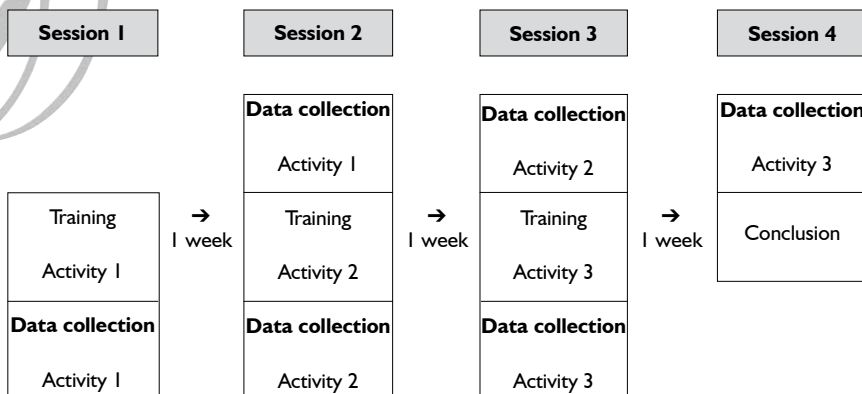 Session 1
Session 2
Session 3
Session 4
Training
Activity 1
Data collection
Activity 1
→
1 week
Data collection
Activity 1
Training
Activity 2
Data collection
Activity 2
→
1 week
Data collection
Activity 2
Training
Activity 3
Data collection
Activity 3
→
1 week
Data collection
Activity 3
Conclusion